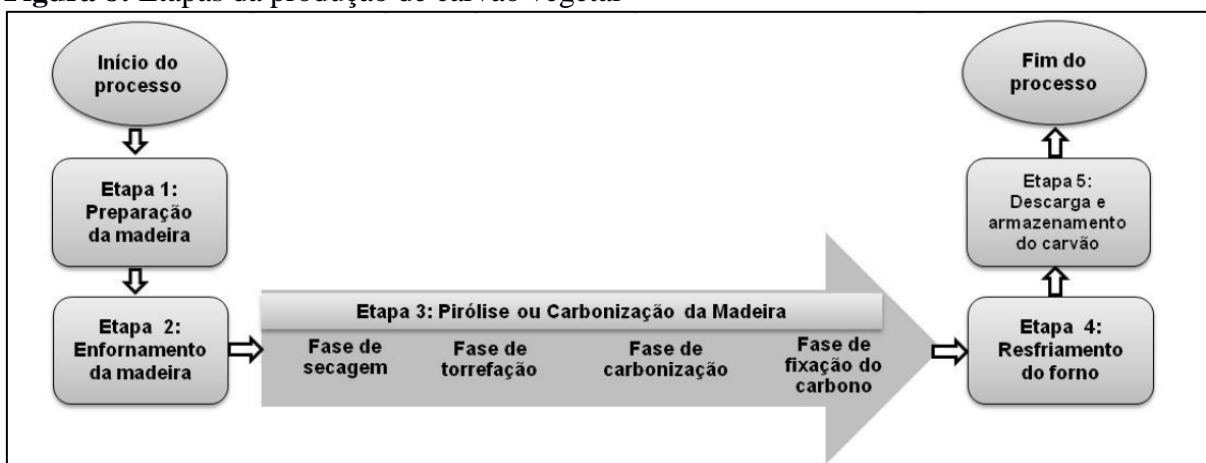 Figura Etapas da produção de carvão vegetal
Início do
processo
Etapa 1:
Preparação
da madeira
Etapa 2:
Enfornamento
da madeira
Etapa 3: Pirólise ou Carbonização da Madeira
Fase de
secagem
Fase de
torrefação
Fase de
carbonização
Fase de
fixação do
carbono
Etapa 4:
Resfriamento
do forno
Etapa 5:
Descarga e
armazenamento
do carvão
Fim do
processo